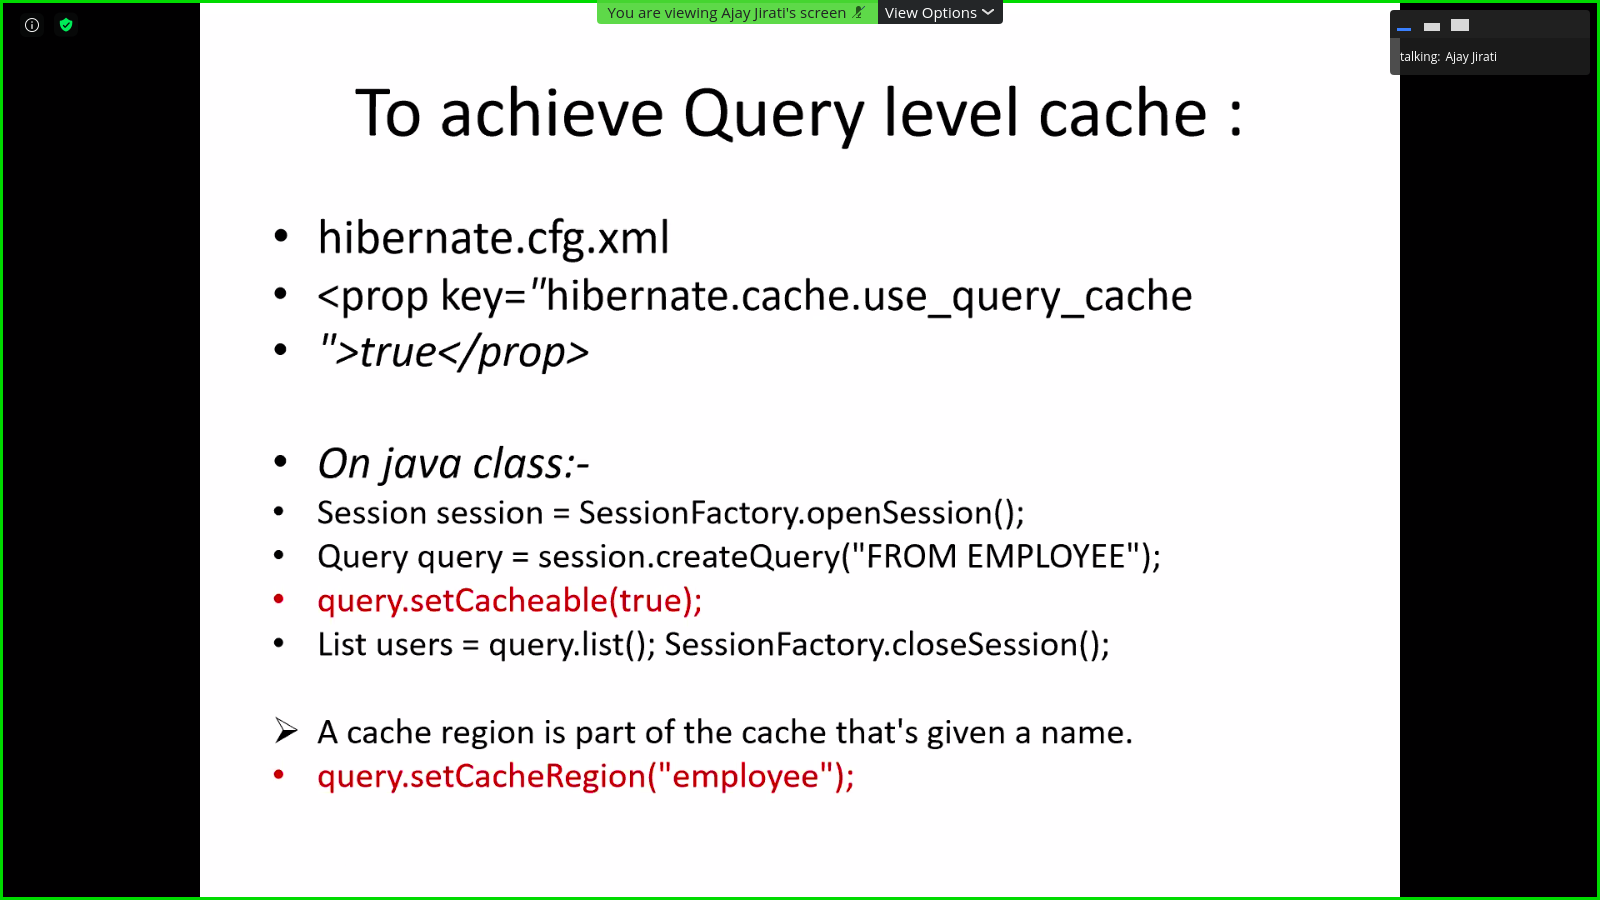 You are viewing Ajay Jirati's screen View Options
talking: Ajay Jirati
To achieve Query level cache :
• hibernate.cfg.xml
• <prop key="hibernate.cache.use_query_cache
• ">true</prop>
• On java class:-
• Session session = SessionFactory.openSession();
• Query query = session.createQuery("FROM EMPLOYEE");
• query.setCacheable(true);
• List users = query.list(); SessionFactory.closeSession();
➢ A cache region is part of the cache that's given a name.
• query.setCacheRegion("employee");